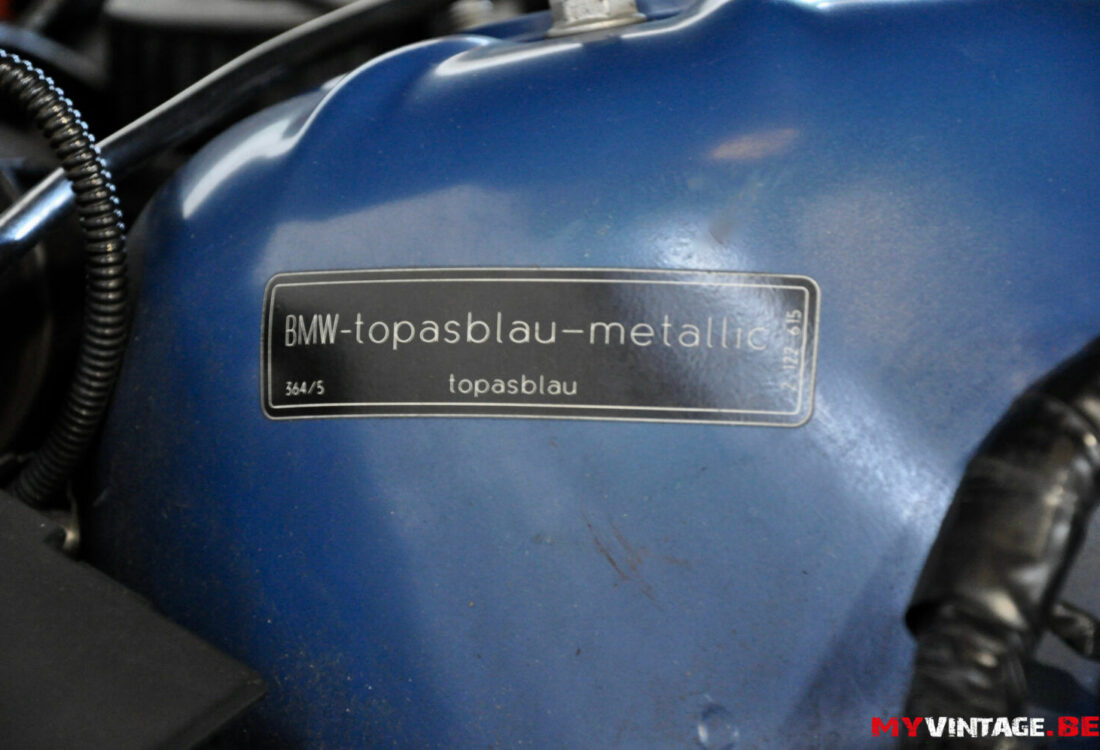 BMW-topasblau-metallic
364/5 topasblau
2 122 615
MYVINTAGE.BE